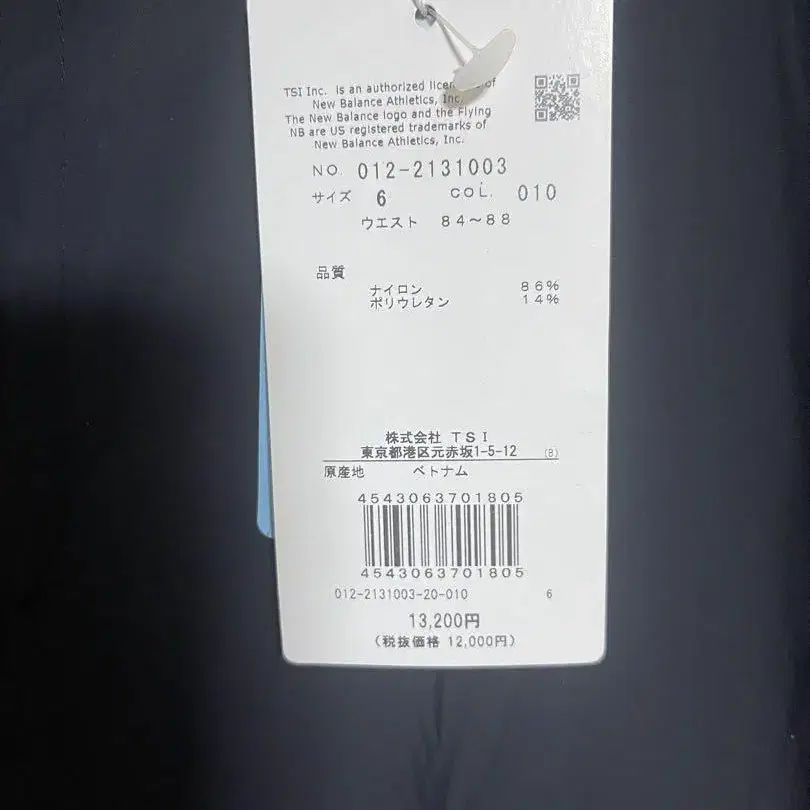 TSI Inc. is an authorized of
New Balance Athletics, Inc.
The New Balance logo and the Flying
NB are US registered trademarks of
New Balance Athletics, Inc.
NO. 012-2131003
サイズ 6 COL. 010
ウエスト 84~88
品質
ナイロン 86%
ポリウレタン 14%
株式会社 TSI
東京都港区元赤坂1-5-12 (B)
原産地 ベトナム
4543063701805
4543063701805
012-2131003-20-010 6
13,200円
(税抜価格 12,000円)